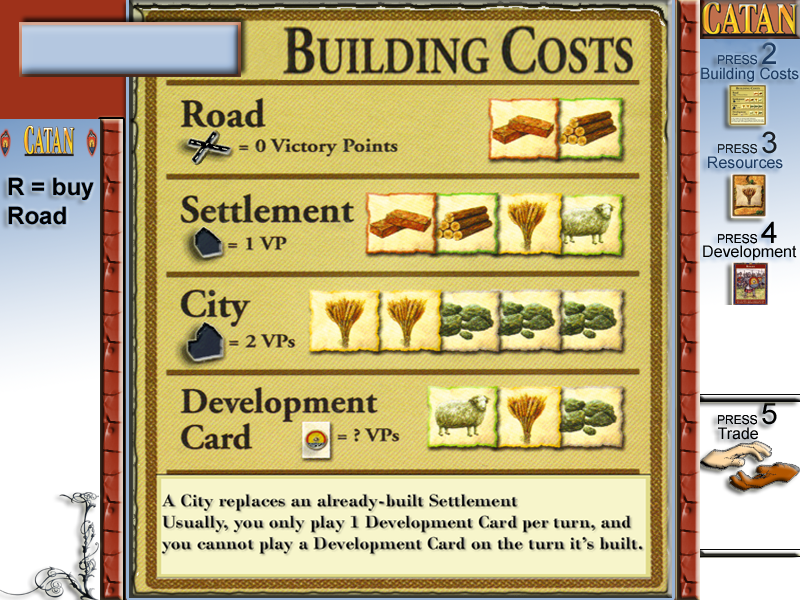 BUILDING COSTS
Road
= 0 Victory Points
Settlement
= 1 VP
City
= 2 VPs
Development
Card
= ? VPs
A City replaces an already-built Settlement
Usually, you only play 1 Development Card per turn, and
you cannot play a Development Card on the turn it's built.
CATAN
R = buy
Road
CATAN
PRESS 2
Building Costs
PRESS 3
Resources
PRESS 4
Development
PRESS 5
Trade